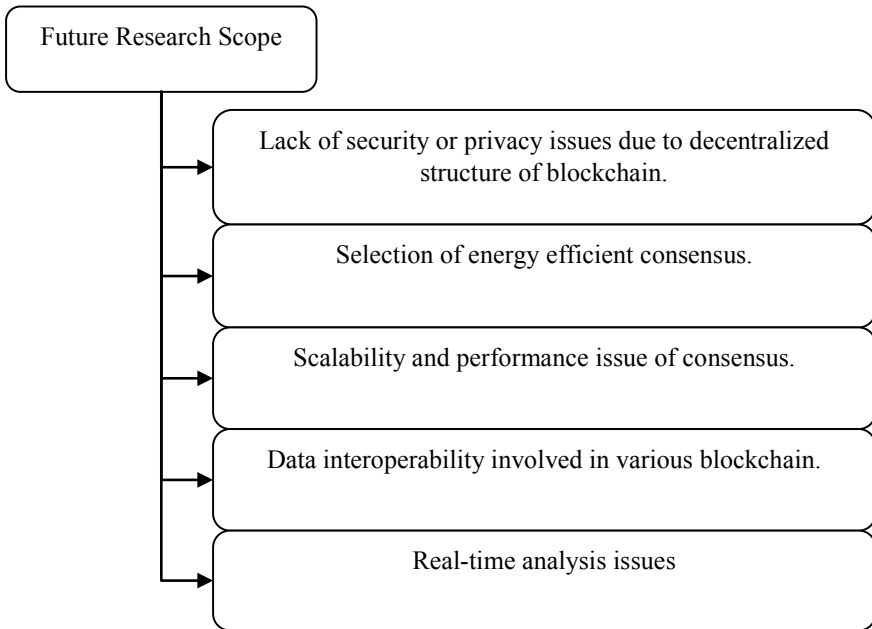 Future Research Scope
Lack of security or privacy issues due to decentralized
structure of blockchain.
Selection of energy efficient consensus.
Scalability and performance issue of consensus.
Data interoperability involved in various blockchain.
Real-time analysis issues